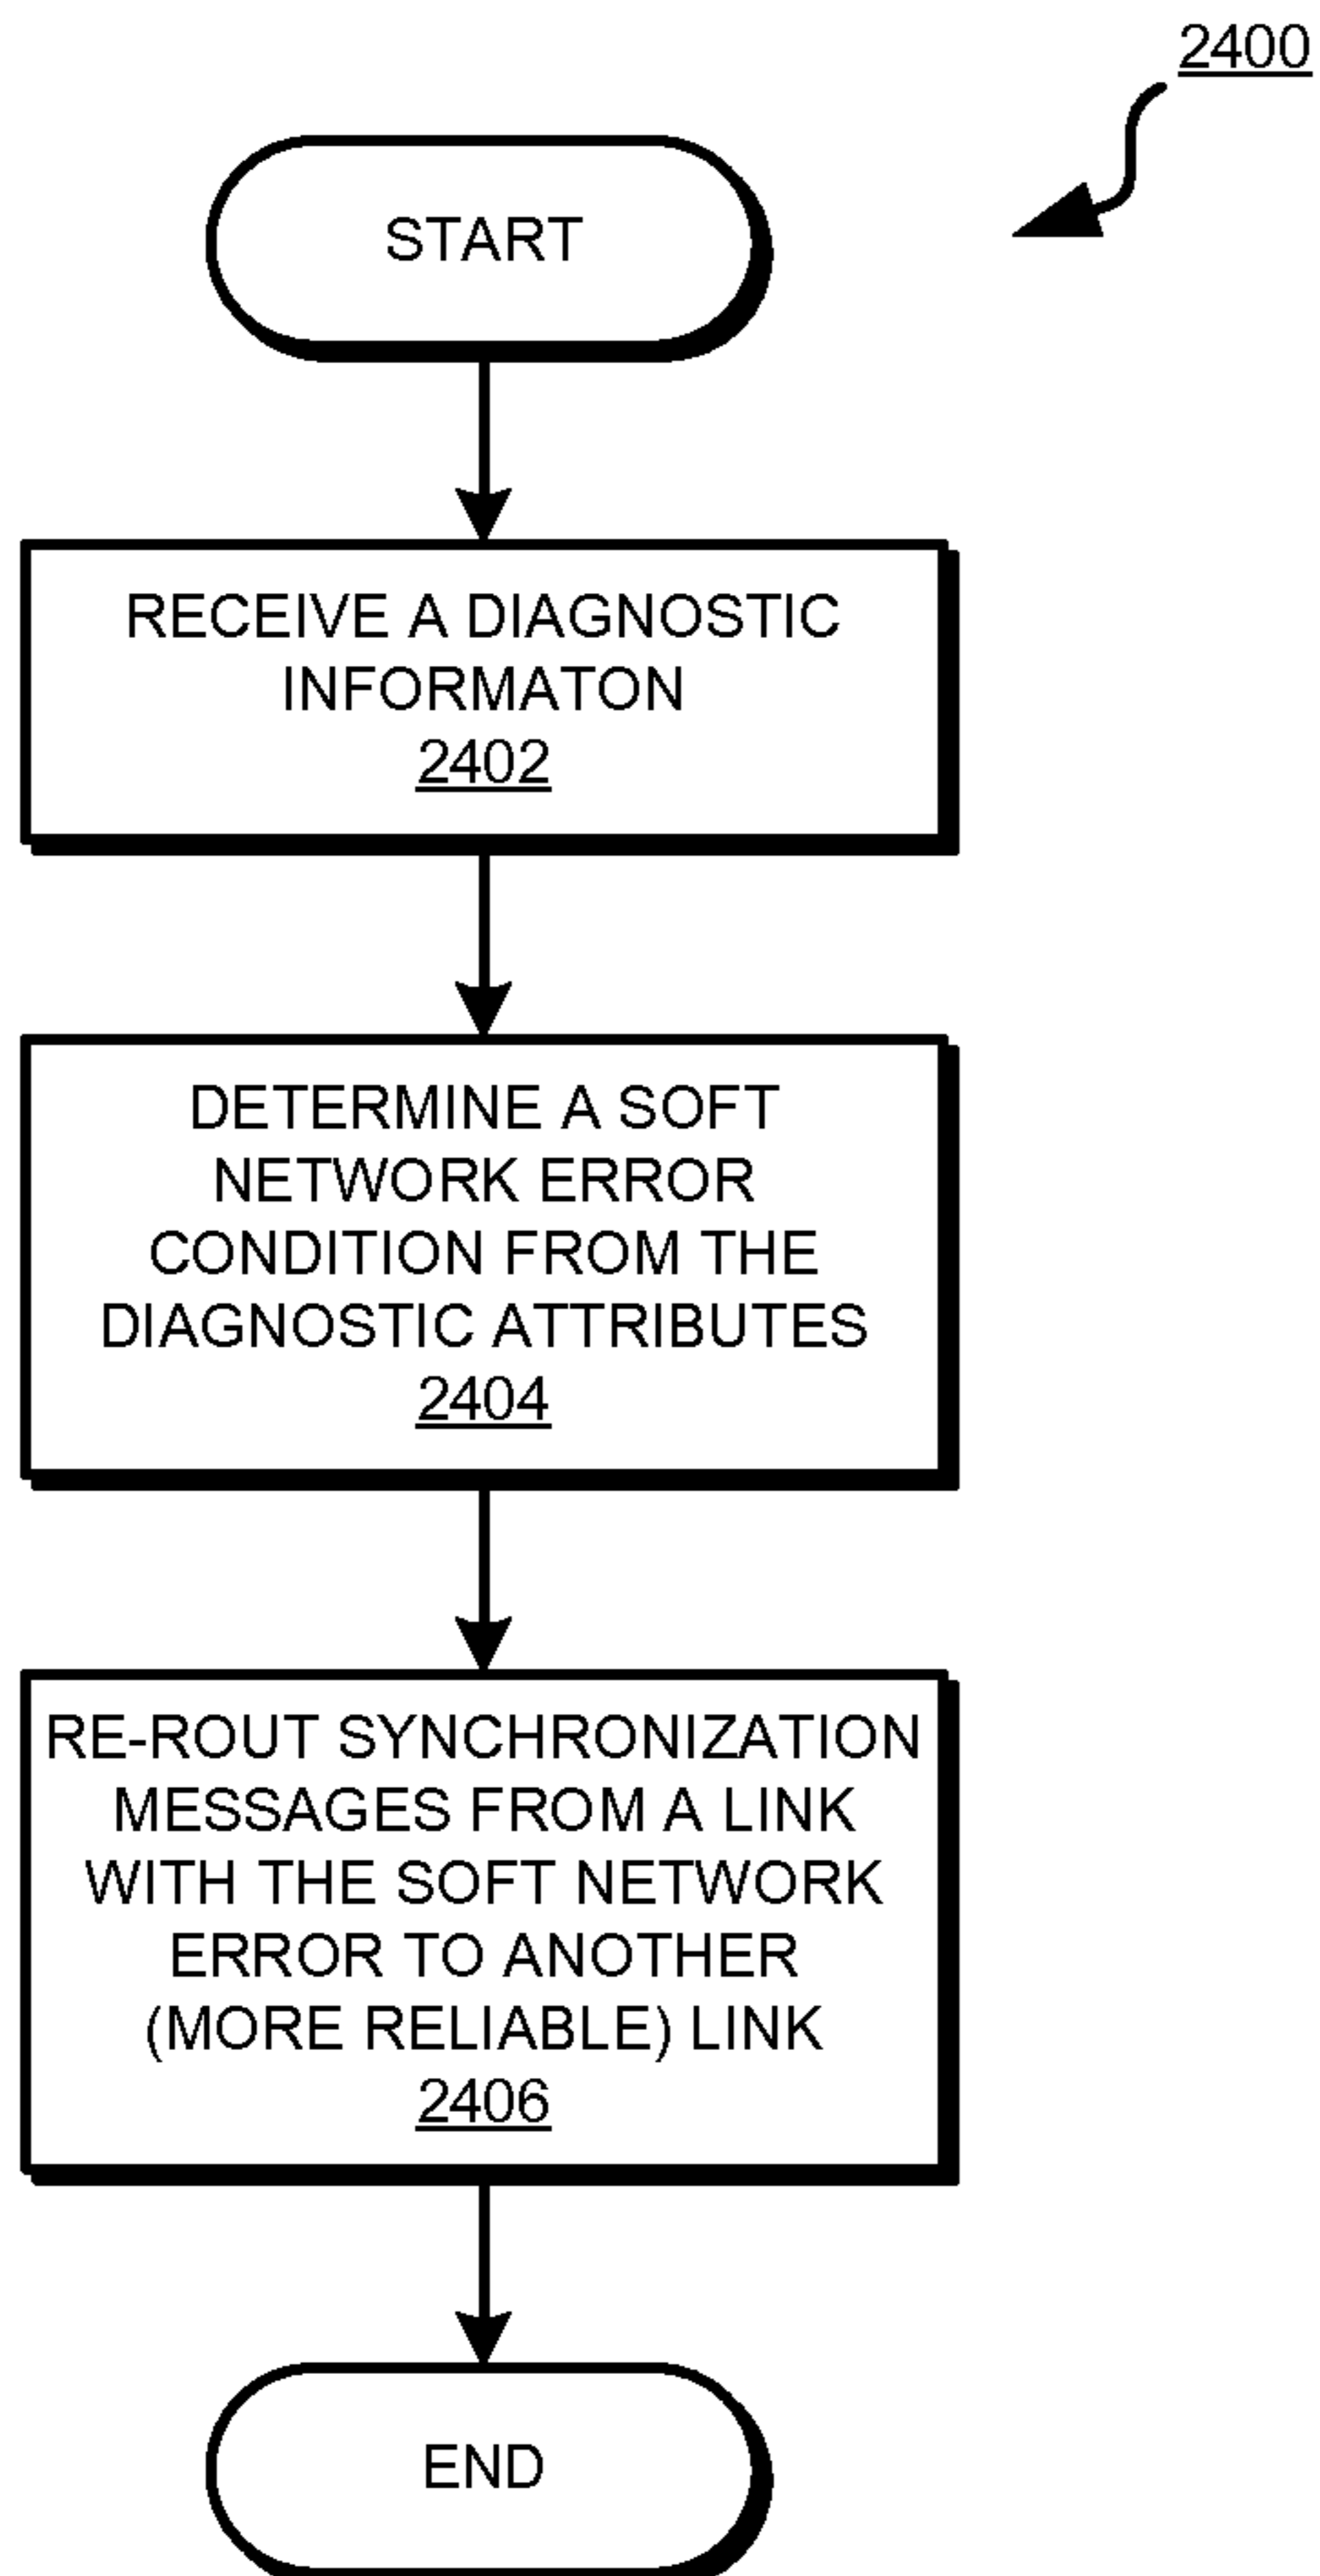 2400
START
RECEIVE A DIAGNOSTIC
INFORMATON
2402
DETERMINE A SOFT
NETWORK ERROR
CONDITION FROM THE
DIAGNOSTIC ATTRIBUTES
2404
RE-ROUT SYNCHRONIZATION
MESSAGES FROM A LINK
WITH THE SOFT NETWORK
ERROR TO ANOTHER
(MORE RELIABLE) LINK
2406
END